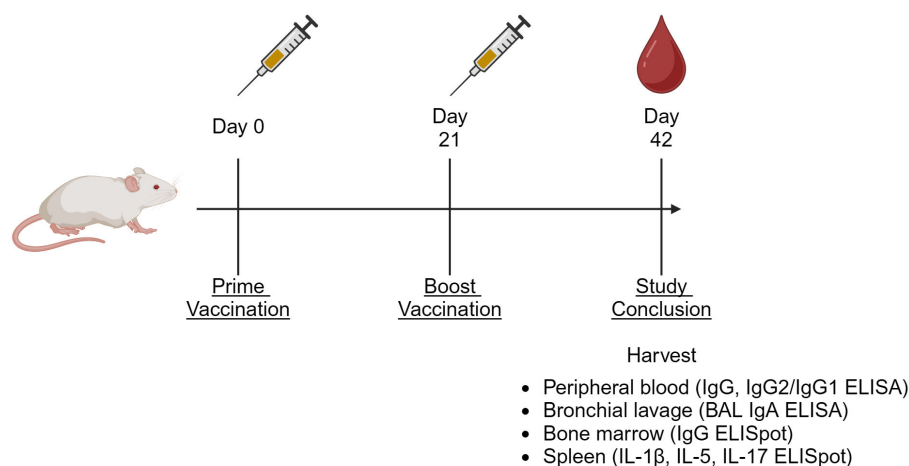 Day 0
Day
21
Day
42
Prime
Vaccination
Boost
Vaccination
Study
Conclusion
Harvest
• Peripheral blood (IgG, IgG2/IgG1 ELISA)
• Bronchial lavage (BAL IgA ELISA)
• Bone marrow (IgG ELISpot)
• Spleen (IL-1β, IL-5, IL-17 ELISpot)